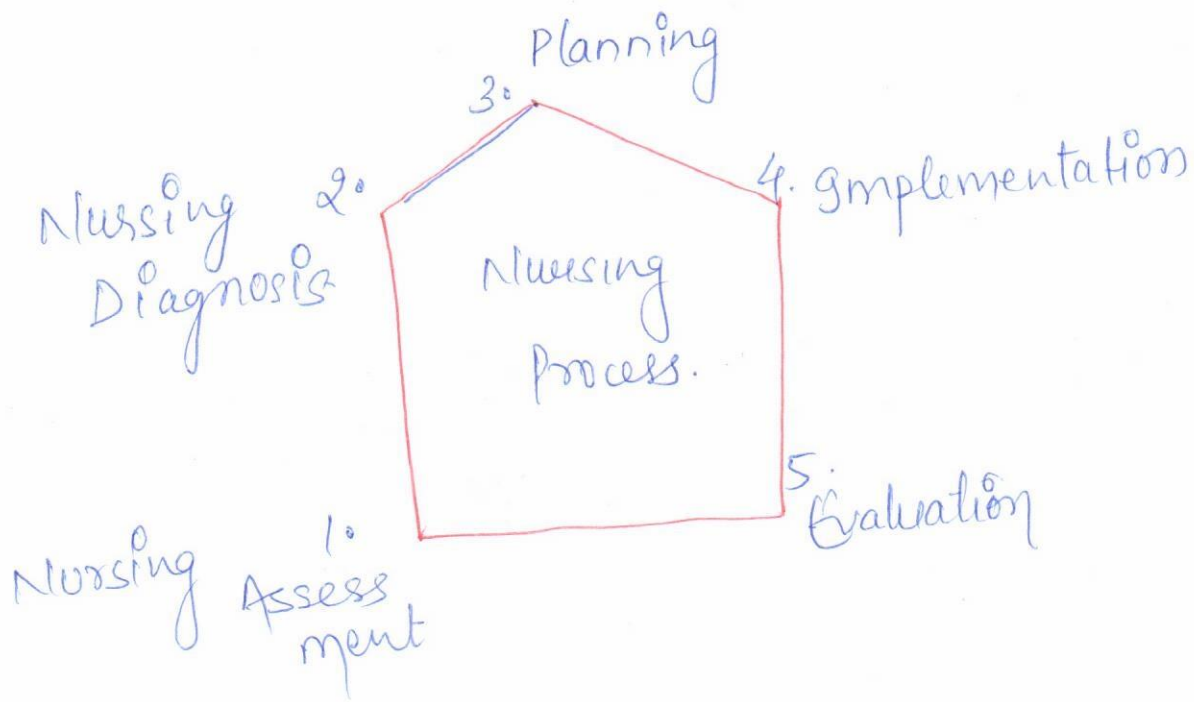 Planning
3.
2.
Nursing
Diagnosis
4. Implementation
Nursing
Process.
5.
Evaluation
1.
Nursing Assess
ment